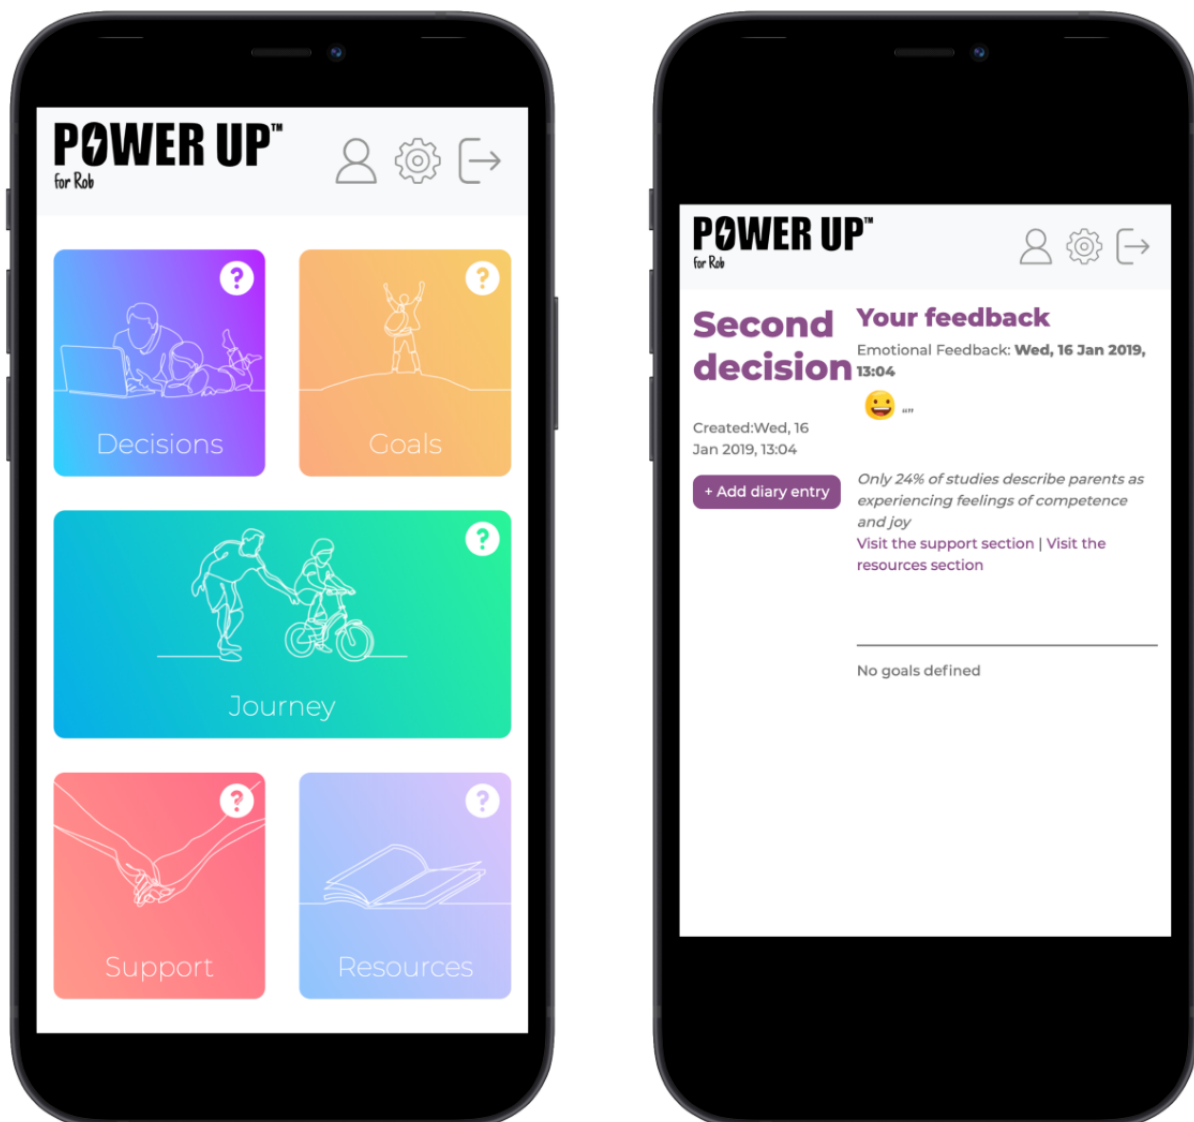 POWER UP™
for Rob
?
?
Decisions
Goals
?
Journey
?
?
Support
Resources
POWER UP™
for Rob
Second
decision
Created:Wed, 16
Jan 2019, 13:04
+ Add diary entry
Your feedback
Emotional Feedback: Wed, 16 Jan 2019,
13:04
“”
Only 24% of studies describe parents as
experiencing feelings of competence
and joy
Visit the support section | Visit the
resources section
No goals defined